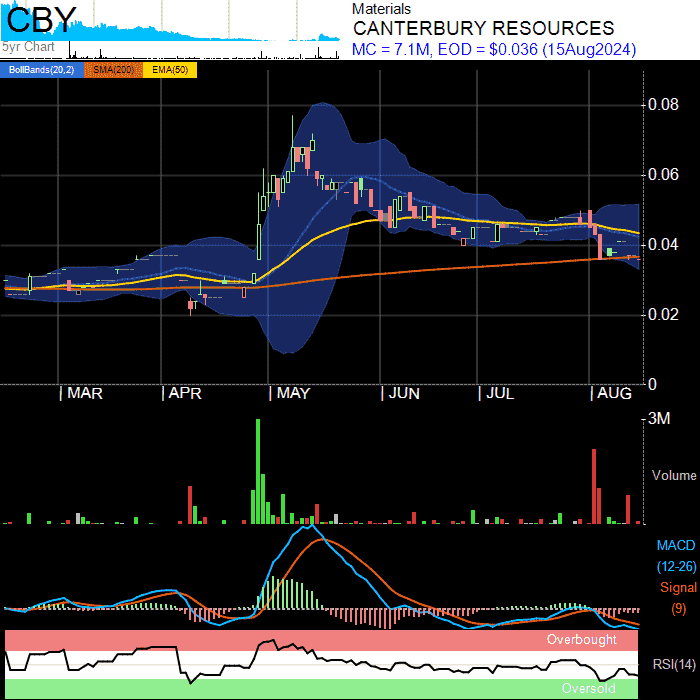 CBY
5yr Chart
Materials
CANTERBURY RESOURCES
MC = 7.1M, EOD = $0.036 (15Aug2024)
BollBands(20,2) SMA(200) EMA(50)
0.08
0.06
0.04
0.02
0
| MAR | APR | MAY | JUN | JUL | AUG
3M
Volume
MACD
(12-26)
Signal
(9)
Overbought
RSI(14)
Oversold